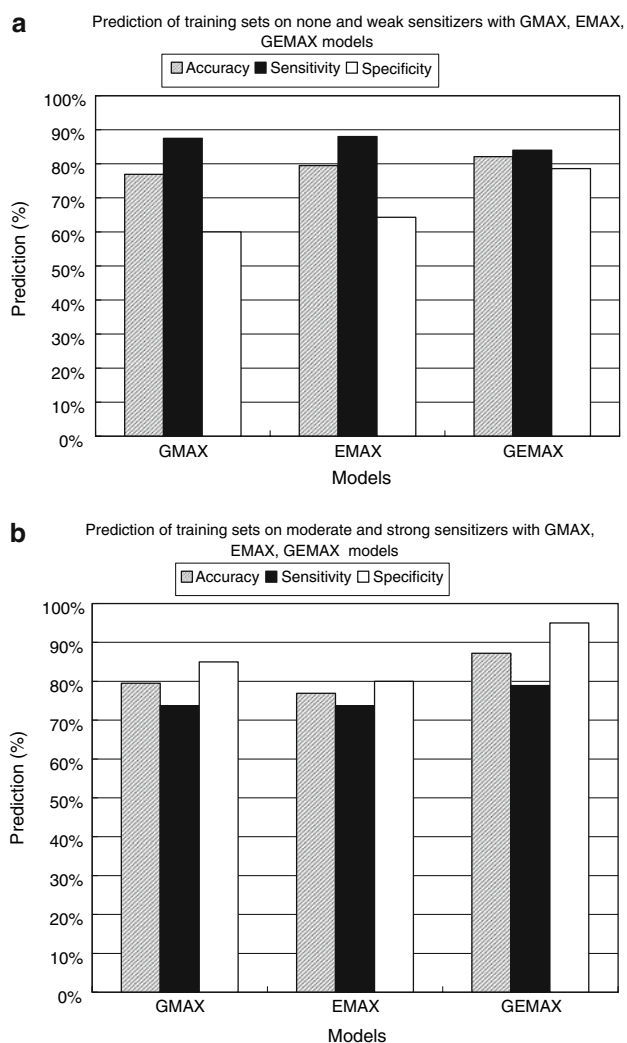 a
Prediction of training sets on none and weak sensitizers with GMAX, EMAX,
GEMAX models
Accuracy Sensitivity Specificity
100%
90%
80%
70%
60%
50%
40%
30%
20%
10%
0%
Prediction (%)
GMAX EMAX GEMAX
Models
b
Prediction of training sets on moderate and strong sensitizers with GMAX,
EMAX, GEMAX models
Accuracy Sensitivity Specificity
100%
90%
80%
70%
60%
50%
40%
30%
20%
10%
0%
Prediction (%)
GMAX EMAX GEMAX
Models